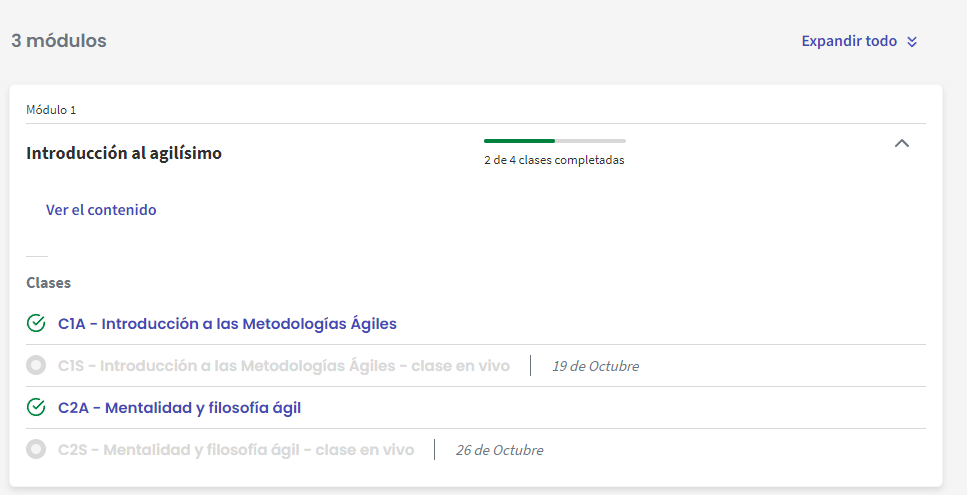 3 módulos
Expandir todo
Módulo 1
Introducción al agilísimo
2 de 4 clases completadas
Ver el contenido
Clases
C1A - Introducción a las Metodologías Ágiles
C1S - Introducción a las Metodologías Ágiles - clase en vivo 19 de Octubre
C2A - Mentalidad y filosofía ágil
C2S - Mentalidad y filosofía ágil - clase en vivo 26 de Octubre